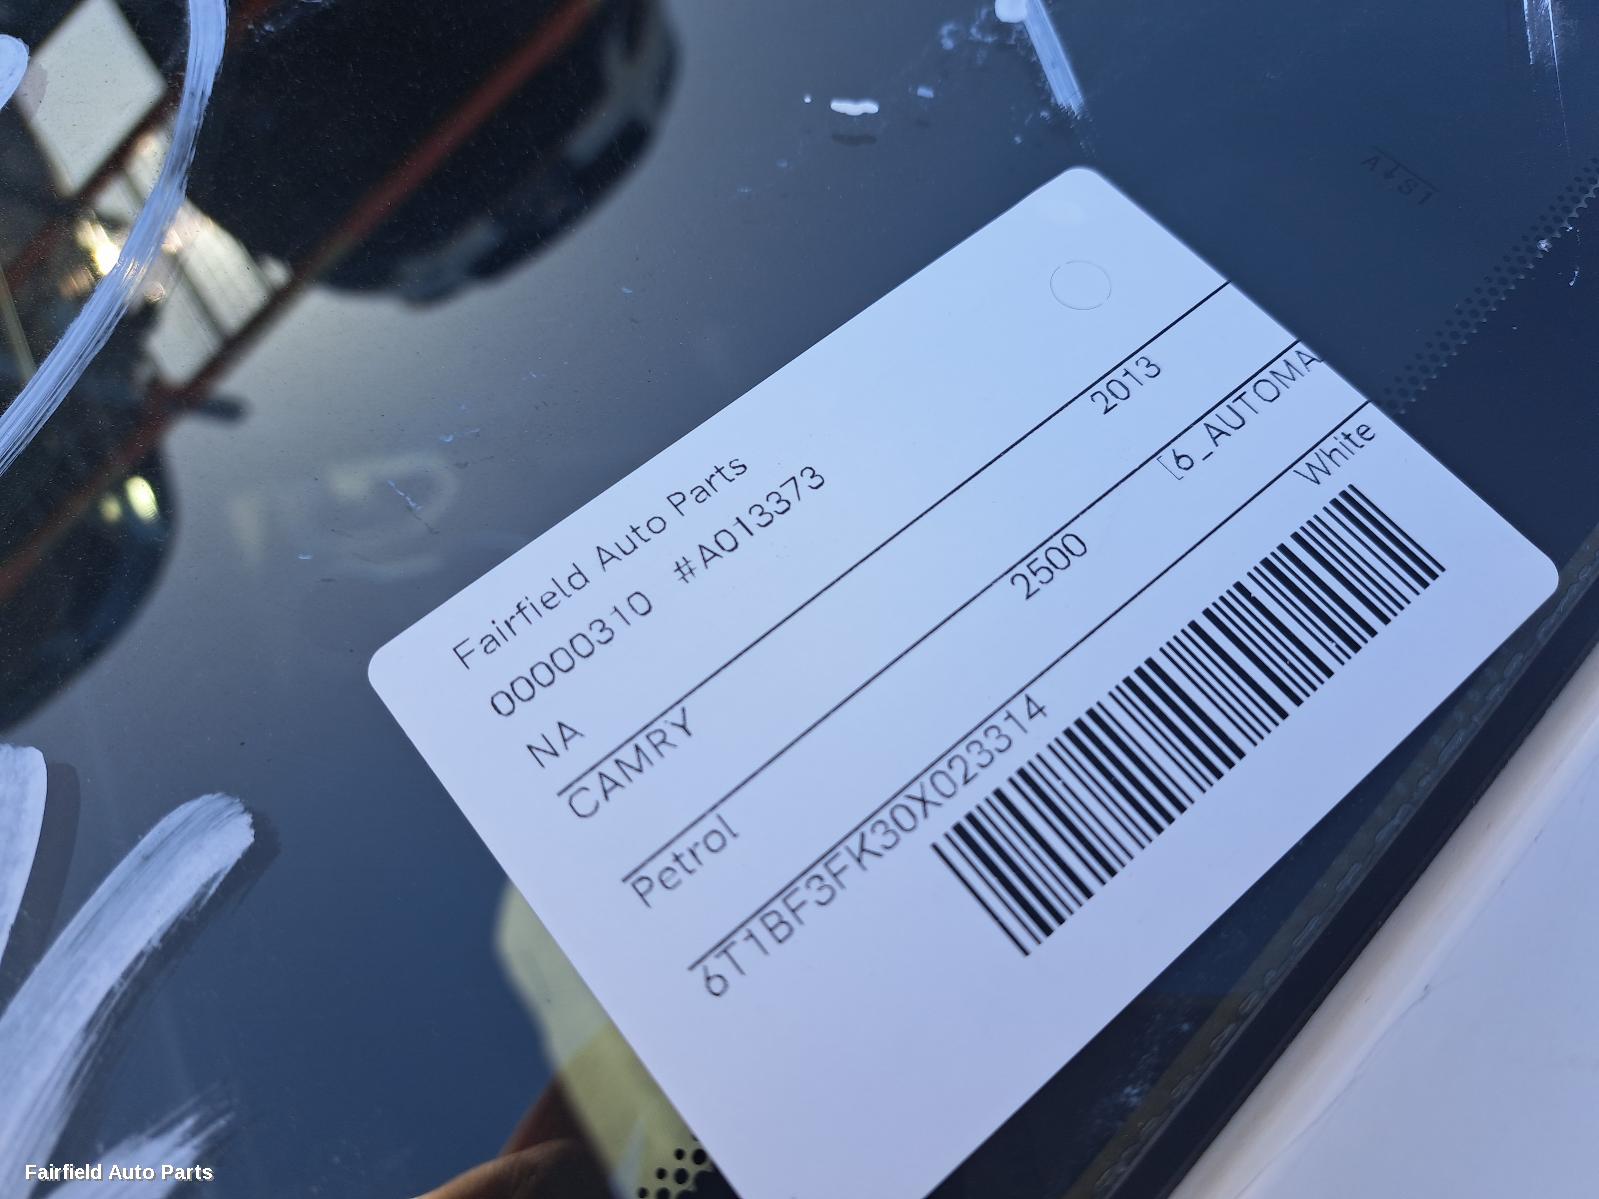 Fairfield Auto Parts
00000310 #A013373
NA
CAMRY 2013
Petrol 2500 [6_AUTOMA
6T1BF3FK30X023314 White
Fairfield Auto Parts